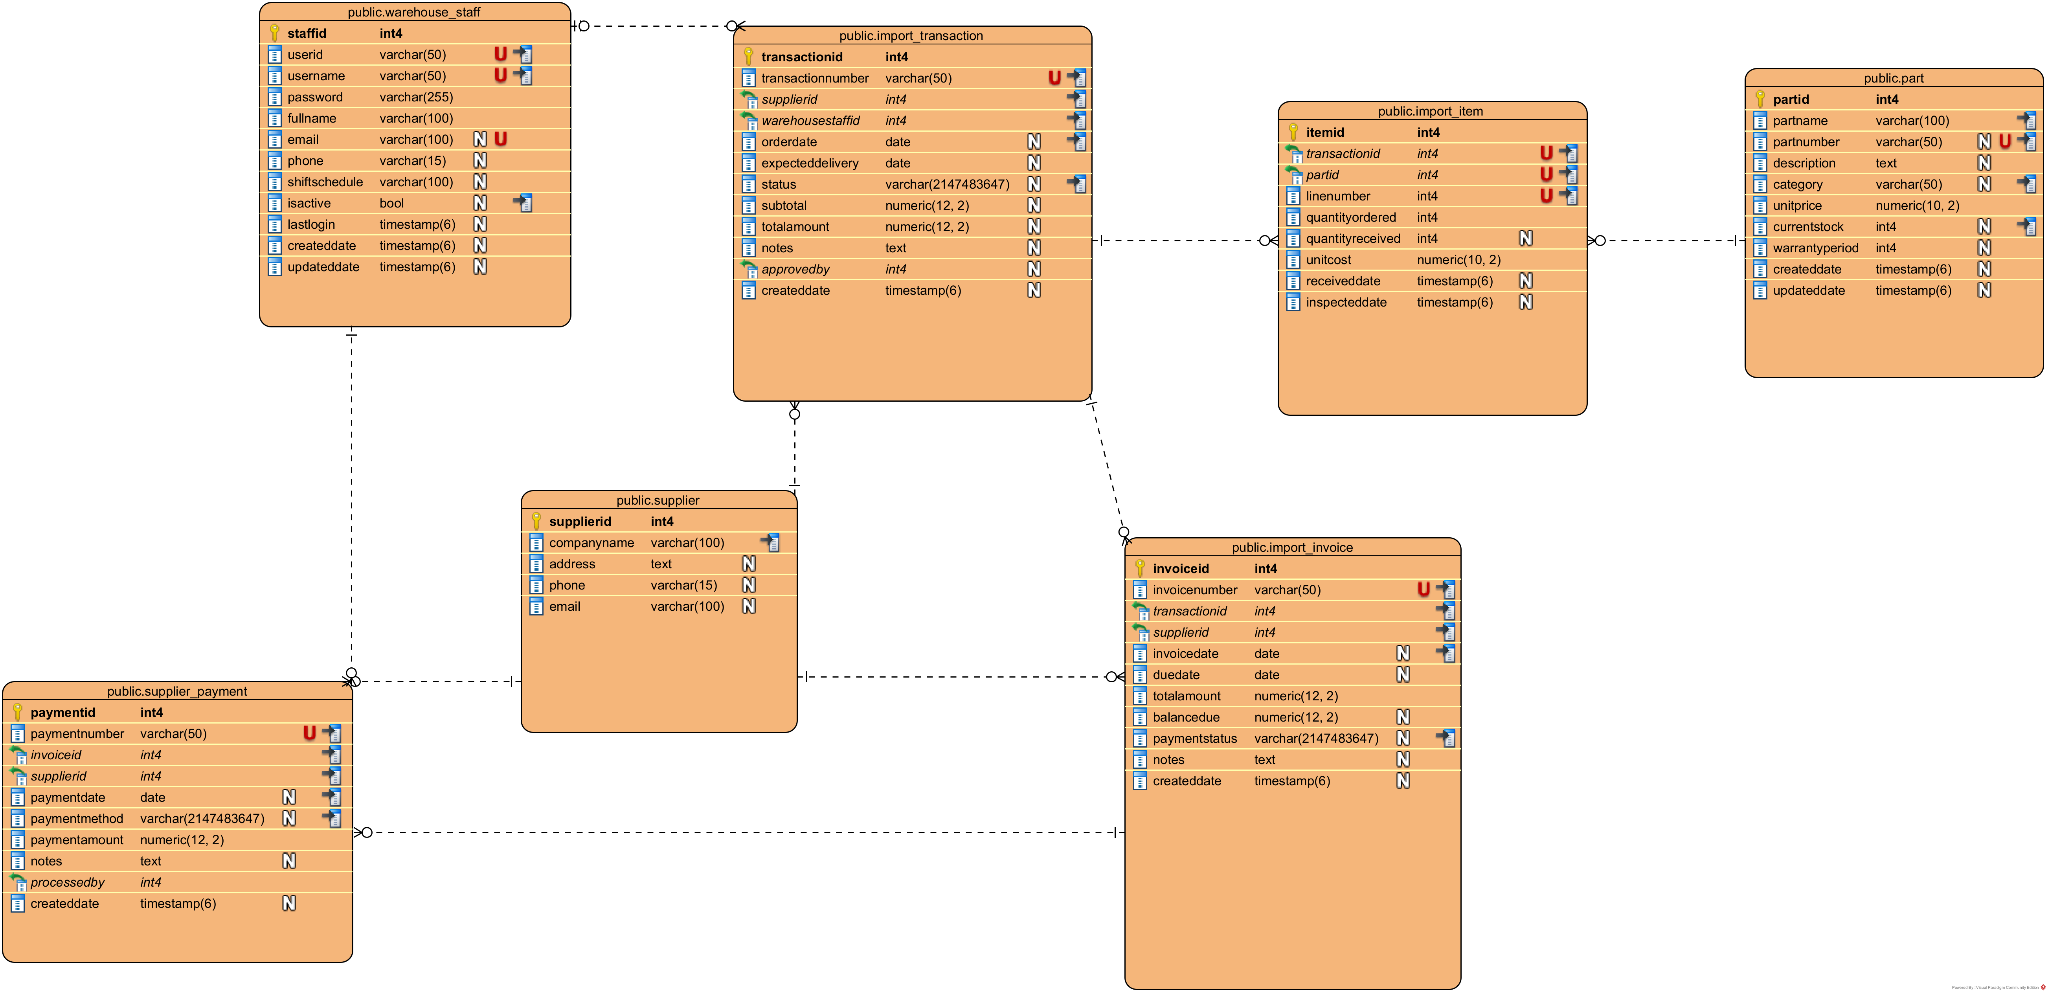 public.warehouse_staff
staffid int4
userid varchar(50) U
username varchar(50) U
password varchar(255)
fullname varchar(100)
email varchar(100) N U
phone varchar(15) N
shiftschedule varchar(100) N
isactive bool N
lastlogin timestamp(6) N
createddate timestamp(6) N
updateddate timestamp(6) N
public.import_transaction
transactionid int4
transactionnumber varchar(50) U
supplierid int4
warehousestaffid int4
orderdate date N
expecteddelivery date N
status varchar(2147483647) N
subtotal numeric(12, 2) N
totalamount numeric(12, 2) N
notes text N
approvedby int4 N
createddate timestamp(6) N
public.import_item
itemid int4
transactionid int4 U
partid int4 U
linenumber int4 U
quantityordered int4
quantityreceived int4 N
unitcost numeric(10, 2)
receiveddate timestamp(6) N
inspecteddate timestamp(6) N
public.part
partid int4
partname varchar(100)
partnumber varchar(50) N U
description text N
category varchar(50) N
unitprice numeric(10, 2)
currentstock int4 N
warrantyperiod int4 N
createddate timestamp(6) N
updateddate timestamp(6) N
public.supplier
supplierid int4
companyname varchar(100)
address text N
phone varchar(15) N
email varchar(100) N
public.import_invoice
invoiceid int4
invoicenumber varchar(50) U
transactionid int4
supplierid int4
invoicedate date N
duedate date N
totalamount numeric(12, 2)
balancedue numeric(12, 2) N
paymentstatus varchar(2147483647) N
notes text N
createddate timestamp(6) N
public.supplier_payment
paymentid int4
paymentnumber varchar(50) U
invoiceid int4
supplierid int4
paymentdate date N
paymentmethod varchar(2147483647) N
paymentamount numeric(12, 2)
notes text N
processedby int4
createddate timestamp(6) N
Powered By Visual Paradigm Community Edition